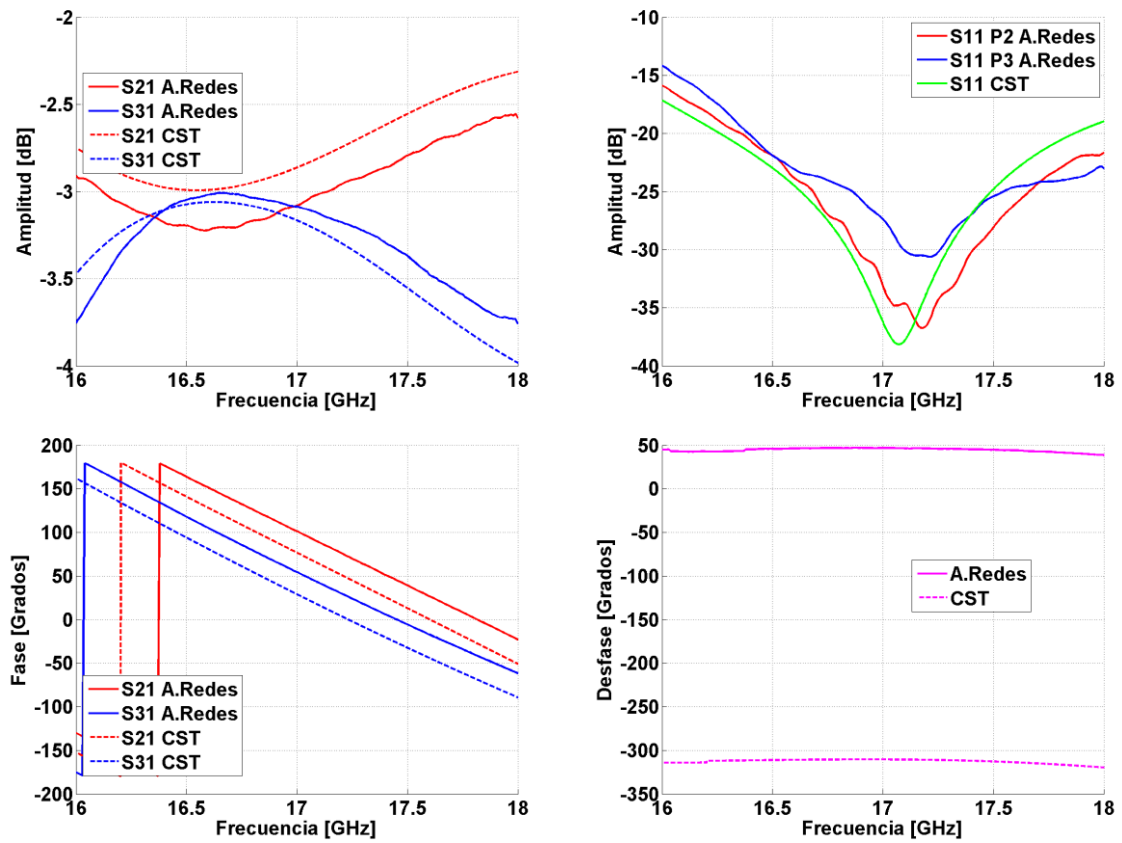 -2
-2.5
-3
-3.5
-4
Amplitud [dB]
S21 A.Redes
S31 A.Redes
S21 CST
S31 CST
16
16.5
17
17.5
18
Frecuencia [GHz]
-10
-15
-20
-25
-30
-35
-40
Amplitud [dB]
S11 P2 A.Redes
S11 P3 A.Redes
S11 CST
16
16.5
17
17.5
18
Frecuencia [GHz]
200
150
100
50
0
-50
-100
-150
-200
Fase [Grados]
S21 A.Redes
S31 A.Redes
S21 CST
S31 CST
16
16.5
17
17.5
18
Frecuencia [GHz]
50
0
-50
-100
-150
-200
-250
-300
-350
Desfase [Grados]
A.Redes
CST
16
16.5
17
17.5
18
Frecuencia [GHz]